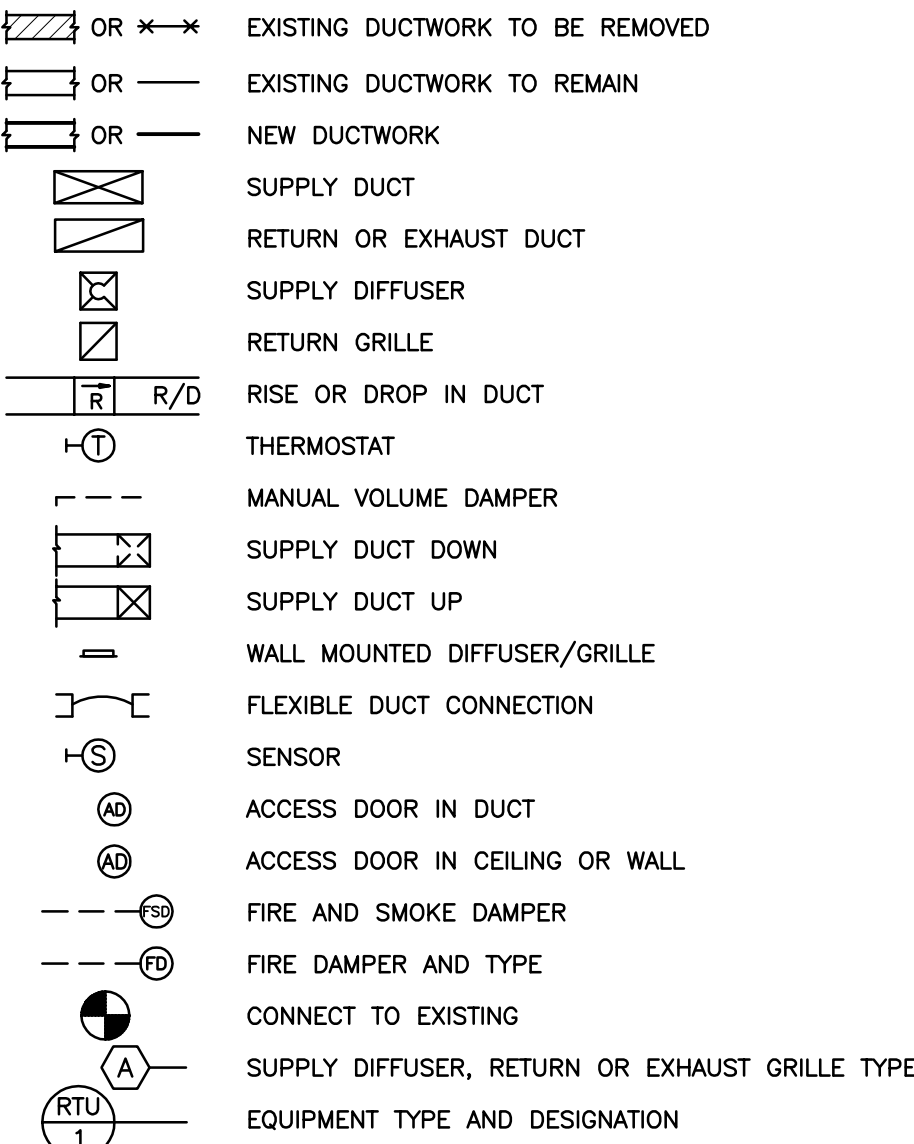 OR EXISTING DUCTWORK TO BE REMOVED
OR EXISTING DUCTWORK TO REMAIN
OR NEW DUCTWORK
SUPPLY DUCT
RETURN OR EXHAUST DUCT
SUPPLY DIFFUSER
RETURN GRILLE
R R/D RISE OR DROP IN DUCT
T THERMOSTAT
MANUAL VOLUME DAMPER
SUPPLY DUCT DOWN
SUPPLY DUCT UP
WALL MOUNTED DIFFUSER/GRILLE
FLEXIBLE DUCT CONNECTION
S SENSOR
AD ACCESS DOOR IN DUCT
AD ACCESS DOOR IN CEILING OR WALL
FSD FIRE AND SMOKE DAMPER
FD FIRE DAMPER AND TYPE
CONNECT TO EXISTING
A SUPPLY DIFFUSER, RETURN OR EXHAUST GRILLE TYPE
RTU EQUIPMENT TYPE AND DESIGNATION
1